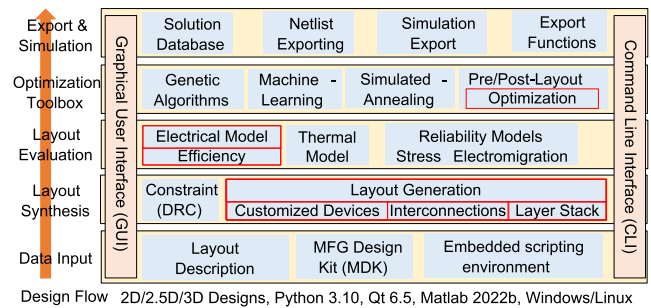 Export & Simulation
Solution Database
Netlist Exporting
Simulation Export
Export Functions
Optimization Toolbox
Genetic Algorithms
Machine - Learning
Simulated - Annealing
Pre/Post-Layout
Optimization
Layout Evaluation
Electrical Model
Efficiency
Thermal Model
Reliability Models
Stress Electromigration
Layout Synthesis
Constraint (DRC)
Layout Generation
Customized Devices
Interconnections
Layer Stack
Data Input
Layout Description
MFG Design Kit (MDK)
Embedded scripting environment
Graphical User Interface (GUI)
Command Line Interface (CLI)
Design Flow
2D/2.5D/3D Designs, Python 3.10, Qt 6.5, Matlab 2022b, Windows/Linux